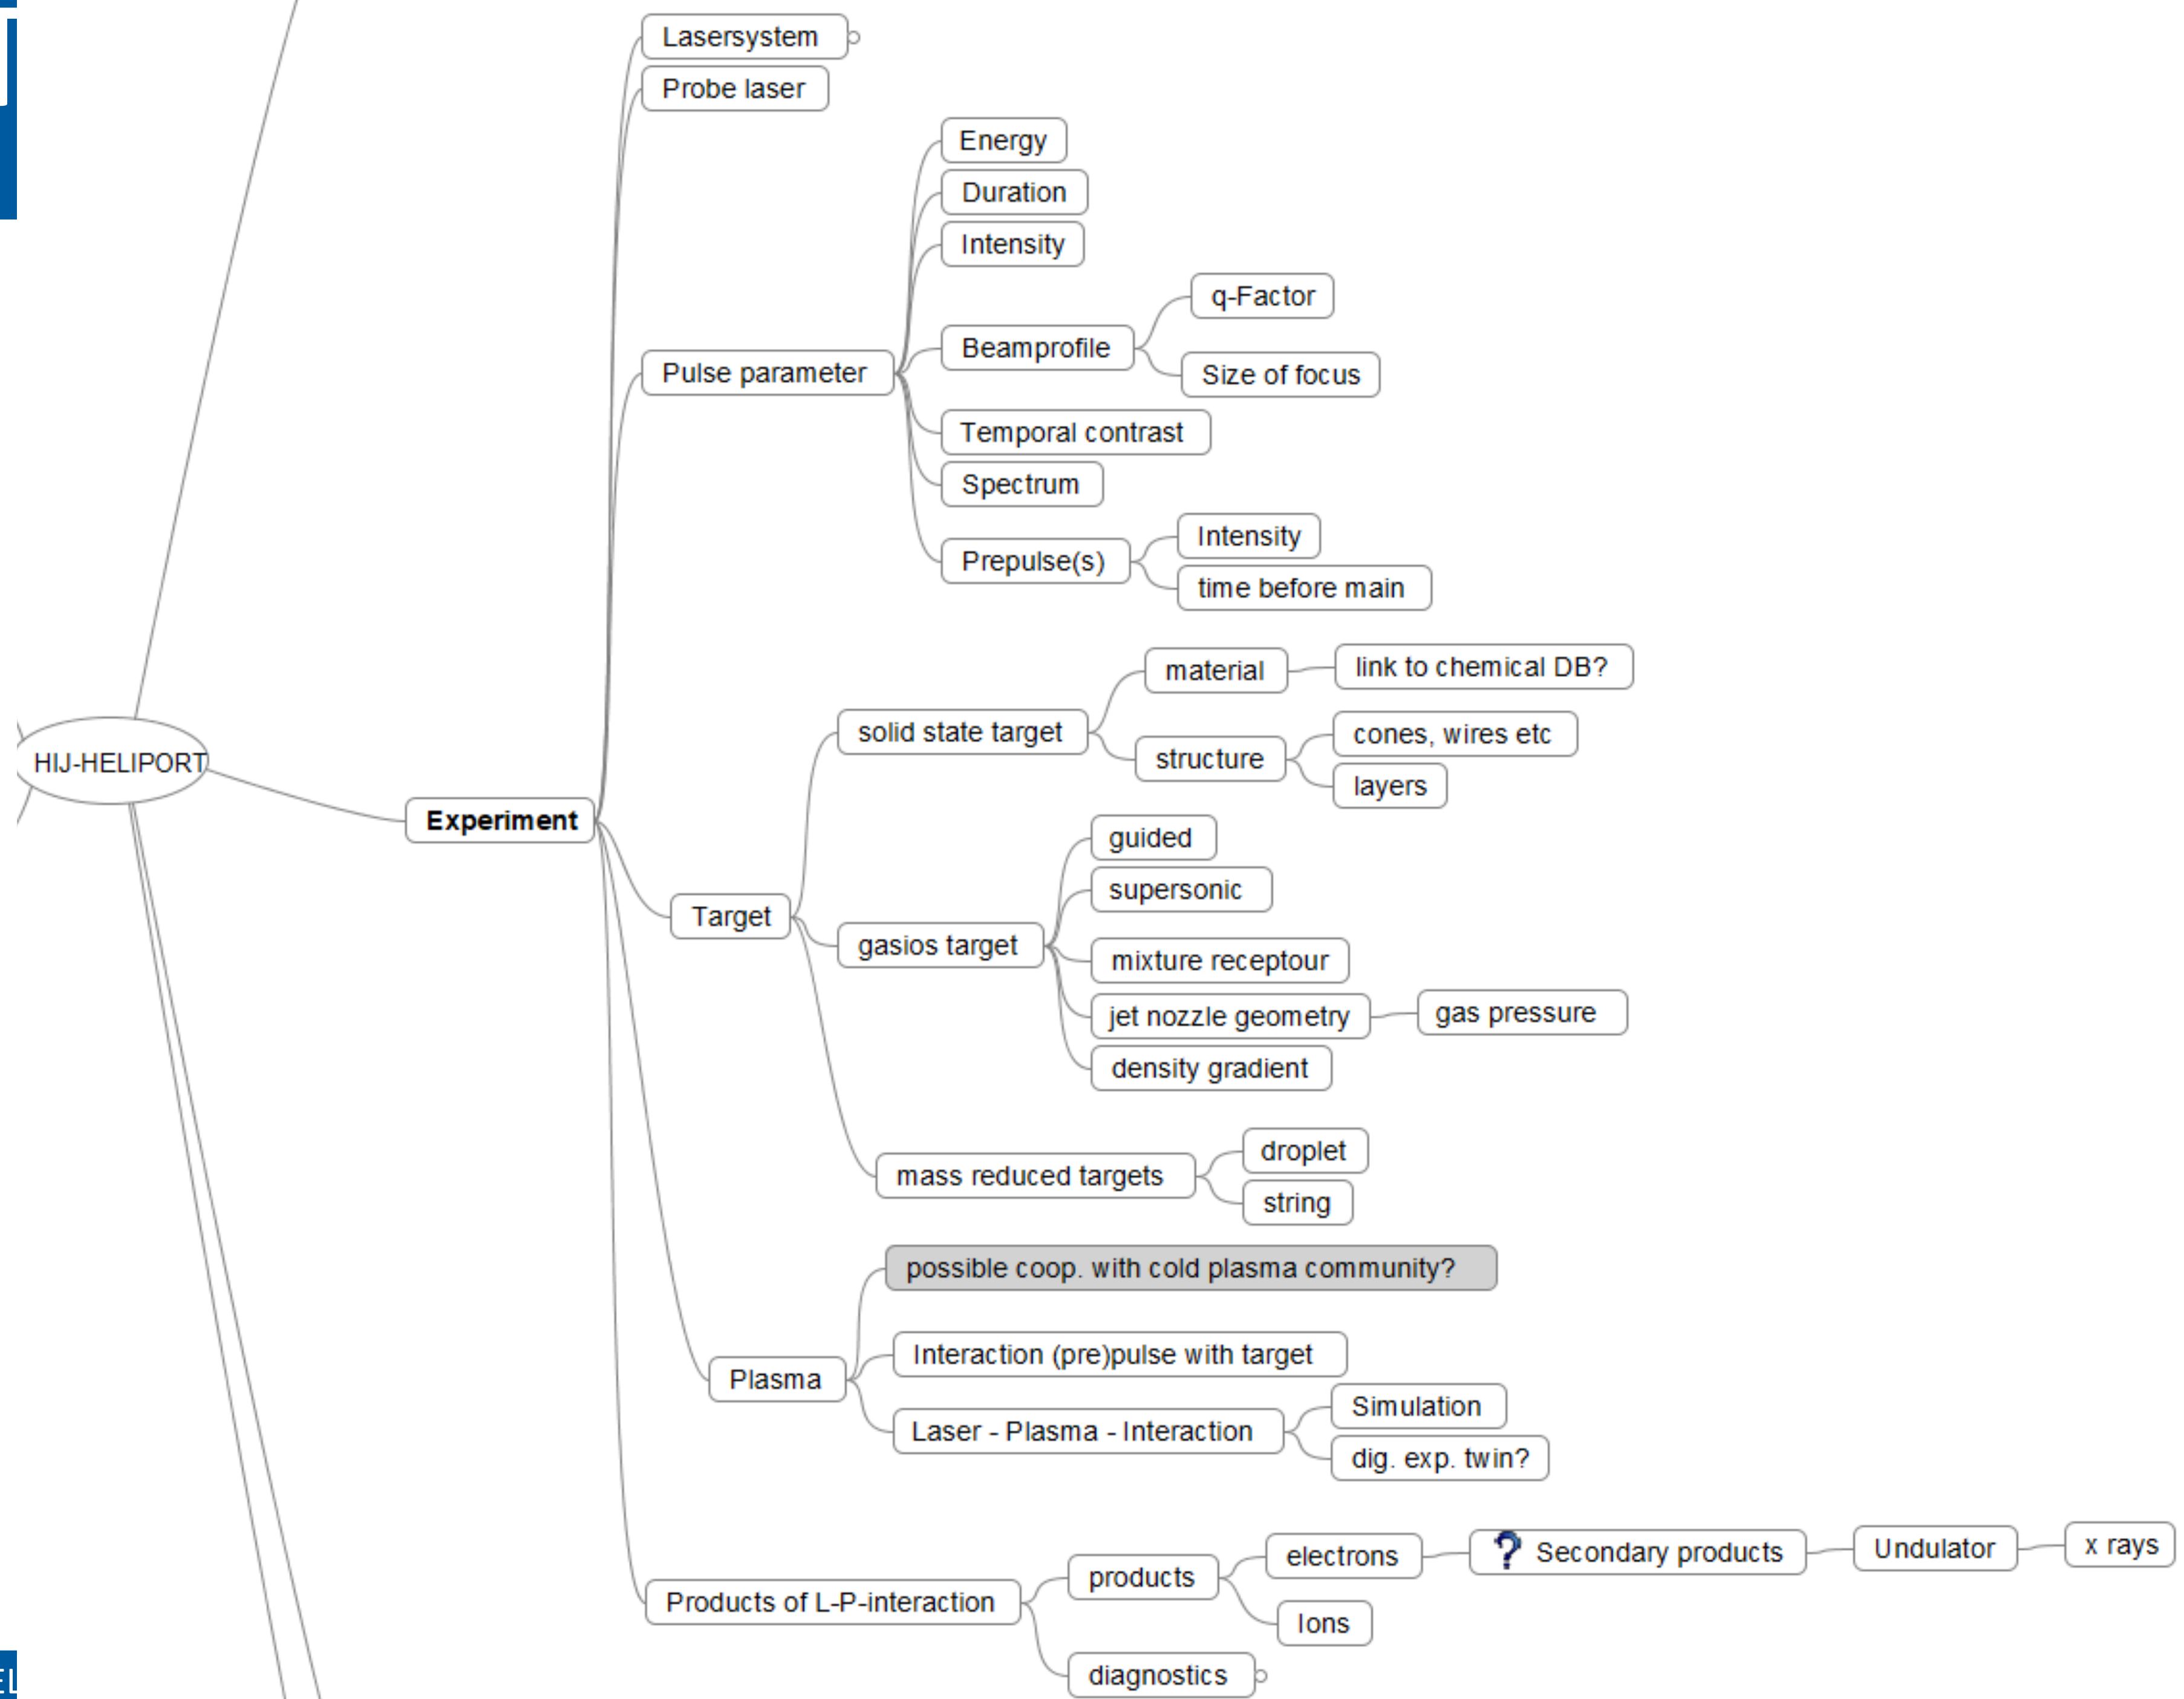 Lasersystem
Probe laser
Energy
Duration
Intensity
q-Factor
Beamprofile
Pulse parameter
Size of focus
Temporal contrast
Spectrum
Intensity
Prepulse(s)
time before main
material
link to chemical DB?
solid state target
cones, wires etc
structure
HIJ-HELIPORT
layers
Experiment
guided
supersonic
Target
gasios target
mixture receptour
jet nozzle geometry
gas pressure
density gradient
droplet
mass reduced targets
string
possible coop. with cold plasma community?
Interaction (pre)pulse with target
Plasma
Simulation
Laser - Plasma - Interaction
dig. exp. twin?
electrons
? Secondary products
Undulator
x rays
products
Products of L-P-interaction
Ions
diagnostics